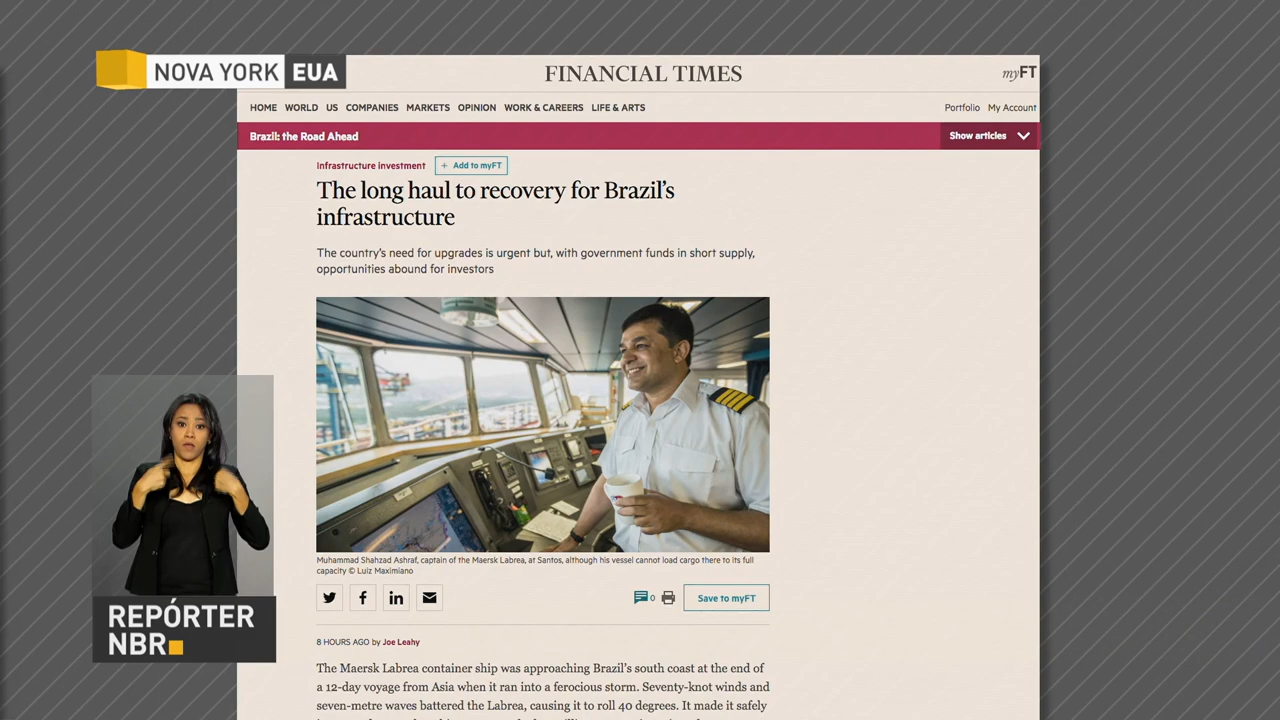 NOVA YORK EUA
FINANCIAL TIMES
myFT
HOME WORLD US COMPANIES MARKETS OPINION WORK & CAREERS LIFE & ARTS
Portfolio My Account
Brazil: the Road Ahead
Show articles
Infrastructure investment
+ Add to myFT
The long haul to recovery for Brazil’s
infrastructure
The country’s need for upgrades is urgent but, with government funds in short supply,
opportunities abound for investors
Muhammad Shahzad Ashraf, captain of the Maersk Labrea, at Santos, although his vessel cannot load cargo there to its full
capacity © Luiz Maximiano
f
in
0
Save to myFT
REPÓRTER
NBR
8 HOURS AGO by Joe Leahy
The Maersk Labrea container ship was approaching Brazil’s south coast at the end of
a 12-day voyage from Asia when it ran into a ferocious storm. Seventy-knot winds and
seven-metre waves battered the Labrea, causing it to roll 40 degrees. It made it safely